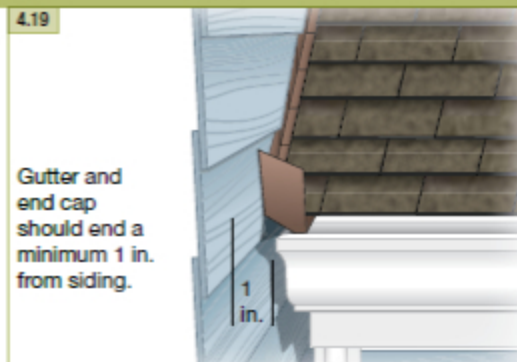 4.19
Gutter and
end cap
should end a
minimum 1 in.
from siding.
1
in.